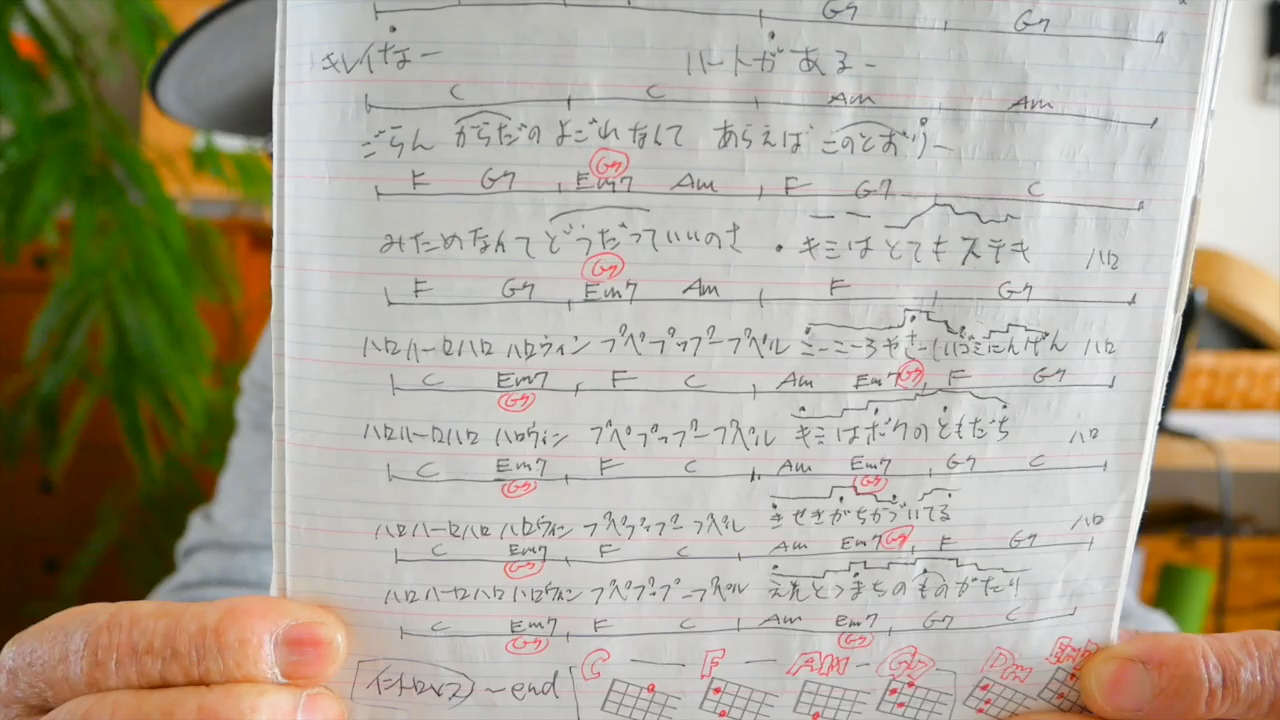 G7 G7
キレイなー ハートがあるー
C C Am Am
ごらん からだの よごれなんて あらえば このとおりー
G7
F G7 Em7 Am F G7 C
みためなんて どうだっていいのさ ・キミは とても ステキ ハロ
G7
F G7 Em7 Am F G7
ハロハーロハロ ハロウィン プペプップープペル ミーミーろ やさーしい ゴミにんげん ハロ
C Em7 F C Am Em7 G7 F G7
G7
ハロハーロハロ ハロウィン プペプップープペル キミはボクのともだち ハロ
C Em7 F C Am Em7 G7 C
G7 G7
ハロハーロハロ ハロウィン プペプップープペル きせきがちかづいてる ハロ
C Em7 F C Am Em7 G7 F G7
G7
ハロハーロハロ ハロウィン プペプップープペル えんとつまちのものがたり
C Em7 F C Am Em7 G7 C
G7 G7
〜end C F Am G7 Dm Em7